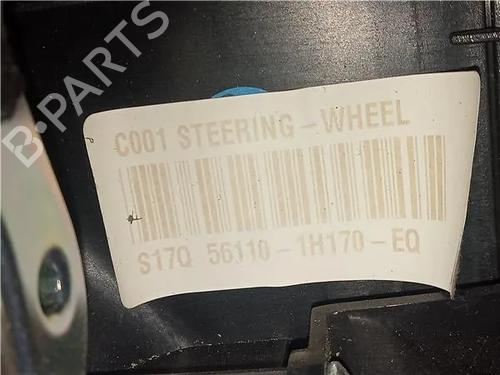 B-PARTS
C001 STEERING-WHEEL
S17Q 56110-1H170-EQ